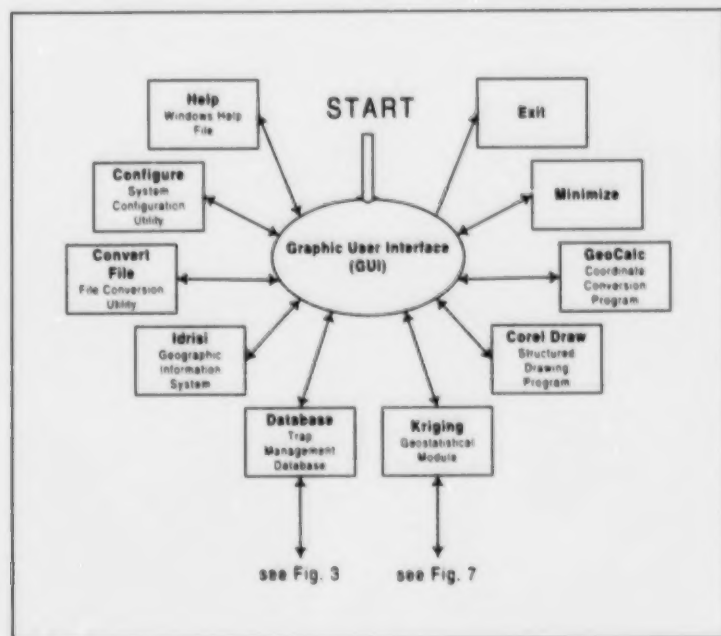 START
Help
Windows Help
File
Exit
Configure
System
Configuration
Utility
Minimize
Graphic User Interface
(GUI)
Convert
File
File Conversion
Utility
GeoCalc
Coordinate
Conversion
Program
Idrisi
Geographic
Information
System
Corel Draw
Structured
Drawing
Program
Database
Trap
Management
Database
Kriging
Geostatistical
Module
see Fig. 3
see Fig. 7